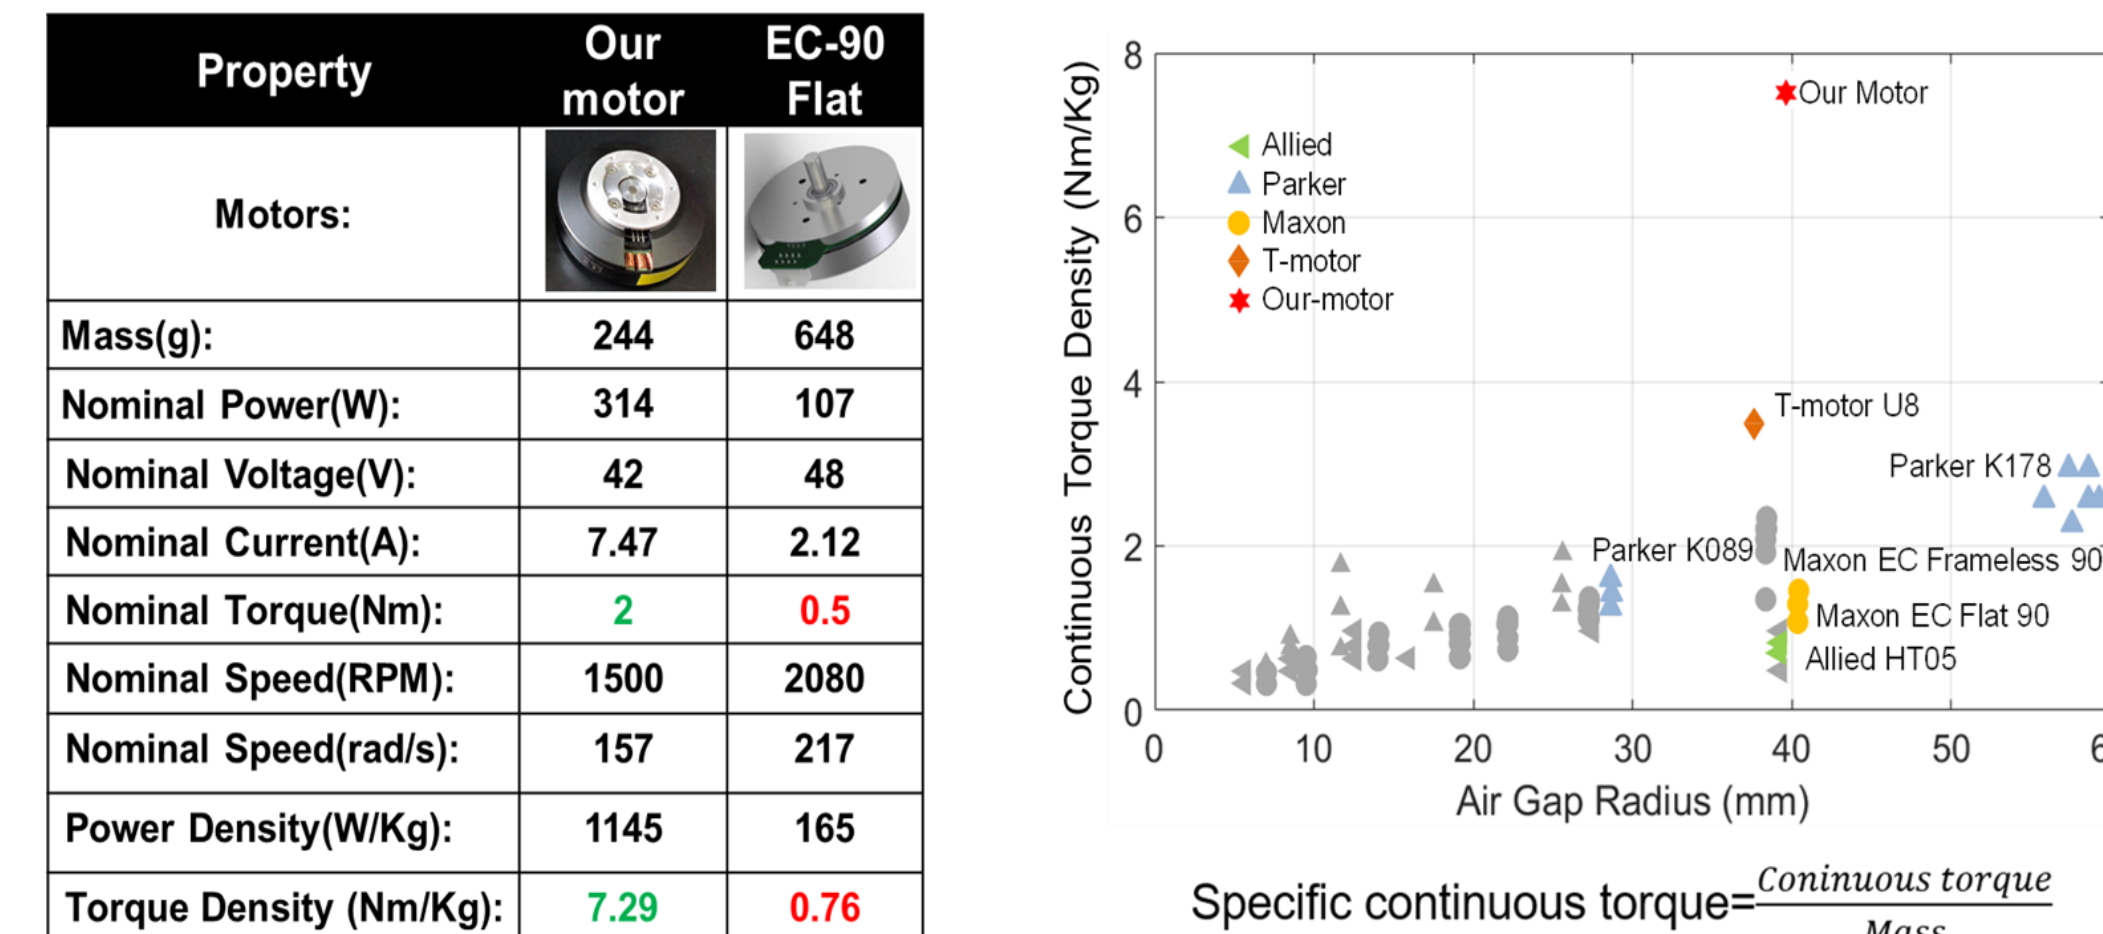 Property Our motor EC-90 Flat
Motors:
Mass(g): 244 648
Nominal Power(W): 314 107
Nominal Voltage(V): 42 48
Nominal Current(A): 7.47 2.12
Nominal Torque(Nm): 2 0.5
Nominal Speed(RPM): 1500 2080
Nominal Speed(rad/s): 157 217
Power Density(W/Kg): 1145 165
Torque Density (Nm/Kg): 7.29 0.76
Continuous Torque Density (Nm/Kg)
8
6
4
2
0
Our Motor
Allied
Parker
Maxon
T-motor
Our-motor
T-motor U8
Parker K178
Parker K089
Maxon EC Frameless 90
Maxon EC Flat 90
Allied HT05
0 10 20 30 40 50 6
Air Gap Radius (mm)
Specific continuous torque=
Coninuous torque
Mass